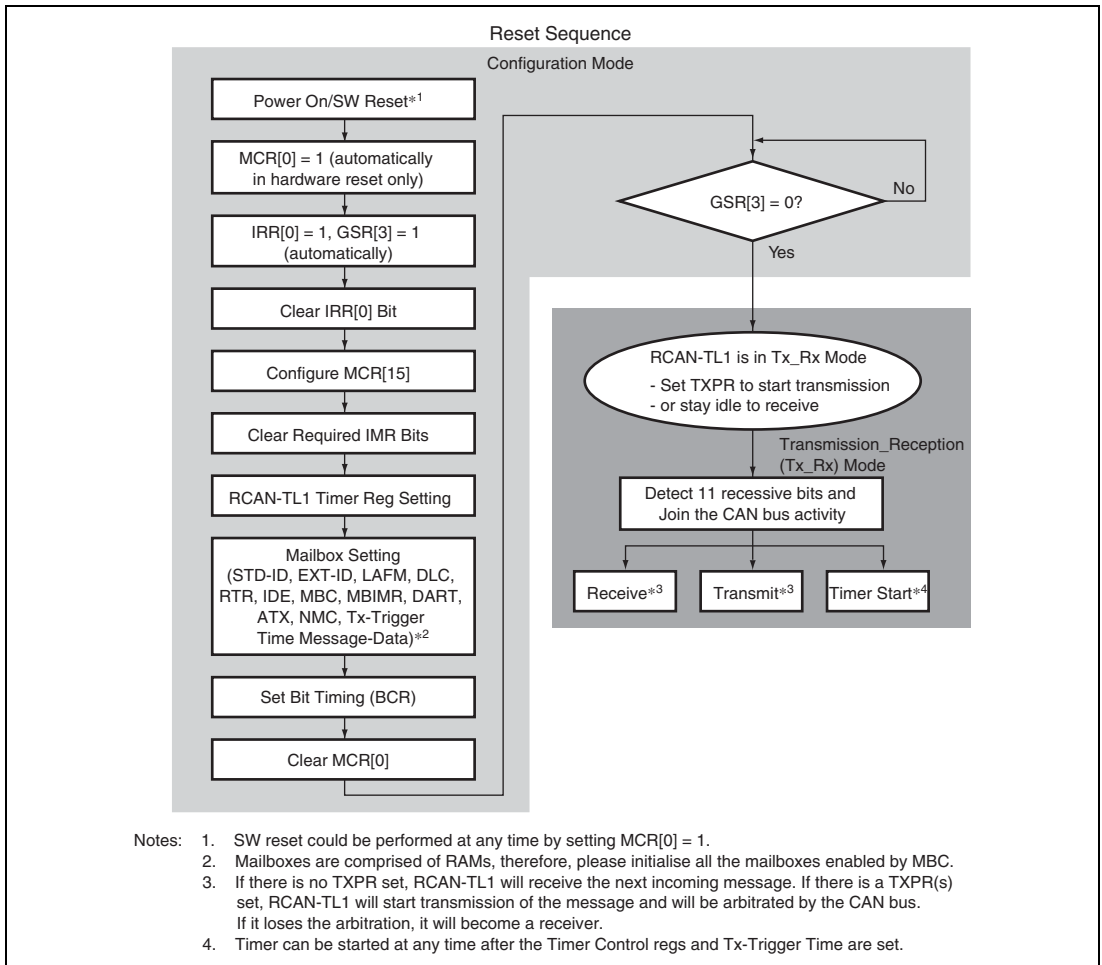 Reset Sequence
Configuration Mode
Power On/SW Reset*1
MCR[0] = 1 (automatically
in hardware reset only)
IRR[0] = 1, GSR[3] = 1
(automatically)
Clear IRR[0] Bit
Configure MCR[15]
Clear Required IMR Bits
RCAN-TL1 Timer Reg Setting
Mailbox Setting
(STD-ID, EXT-ID, LAFM, DLC,
RTR, IDE, MBC, MBIMR, DART,
ATX, NMC, Tx-Trigger
Time Message-Data)*2
Set Bit Timing (BCR)
Clear MCR[0]
GSR[3] = 0?
No
Yes
RCAN-TL1 is in Tx_Rx Mode
- Set TXPR to start transmission
- or stay idle to receive
Transmission_Reception
(Tx_Rx) Mode
Detect 11 recessive bits and
Join the CAN bus activity
Receive*3
Transmit*3
Timer Start*4
Notes: 1. SW reset could be performed at any time by setting MCR[0] = 1.
2. Mailboxes are comprised of RAMs, therefore, please initialise all the mailboxes enabled by MBC.
3. If there is no TXPR set, RCAN-TL1 will receive the next incoming message. If there is a TXPR(s)
set, RCAN-TL1 will start transmission of the message and will be arbitrated by the CAN bus.
If it loses the arbitration, it will become a receiver.
4. Timer can be started at any time after the Timer Control regs and Tx-Trigger Time are set.